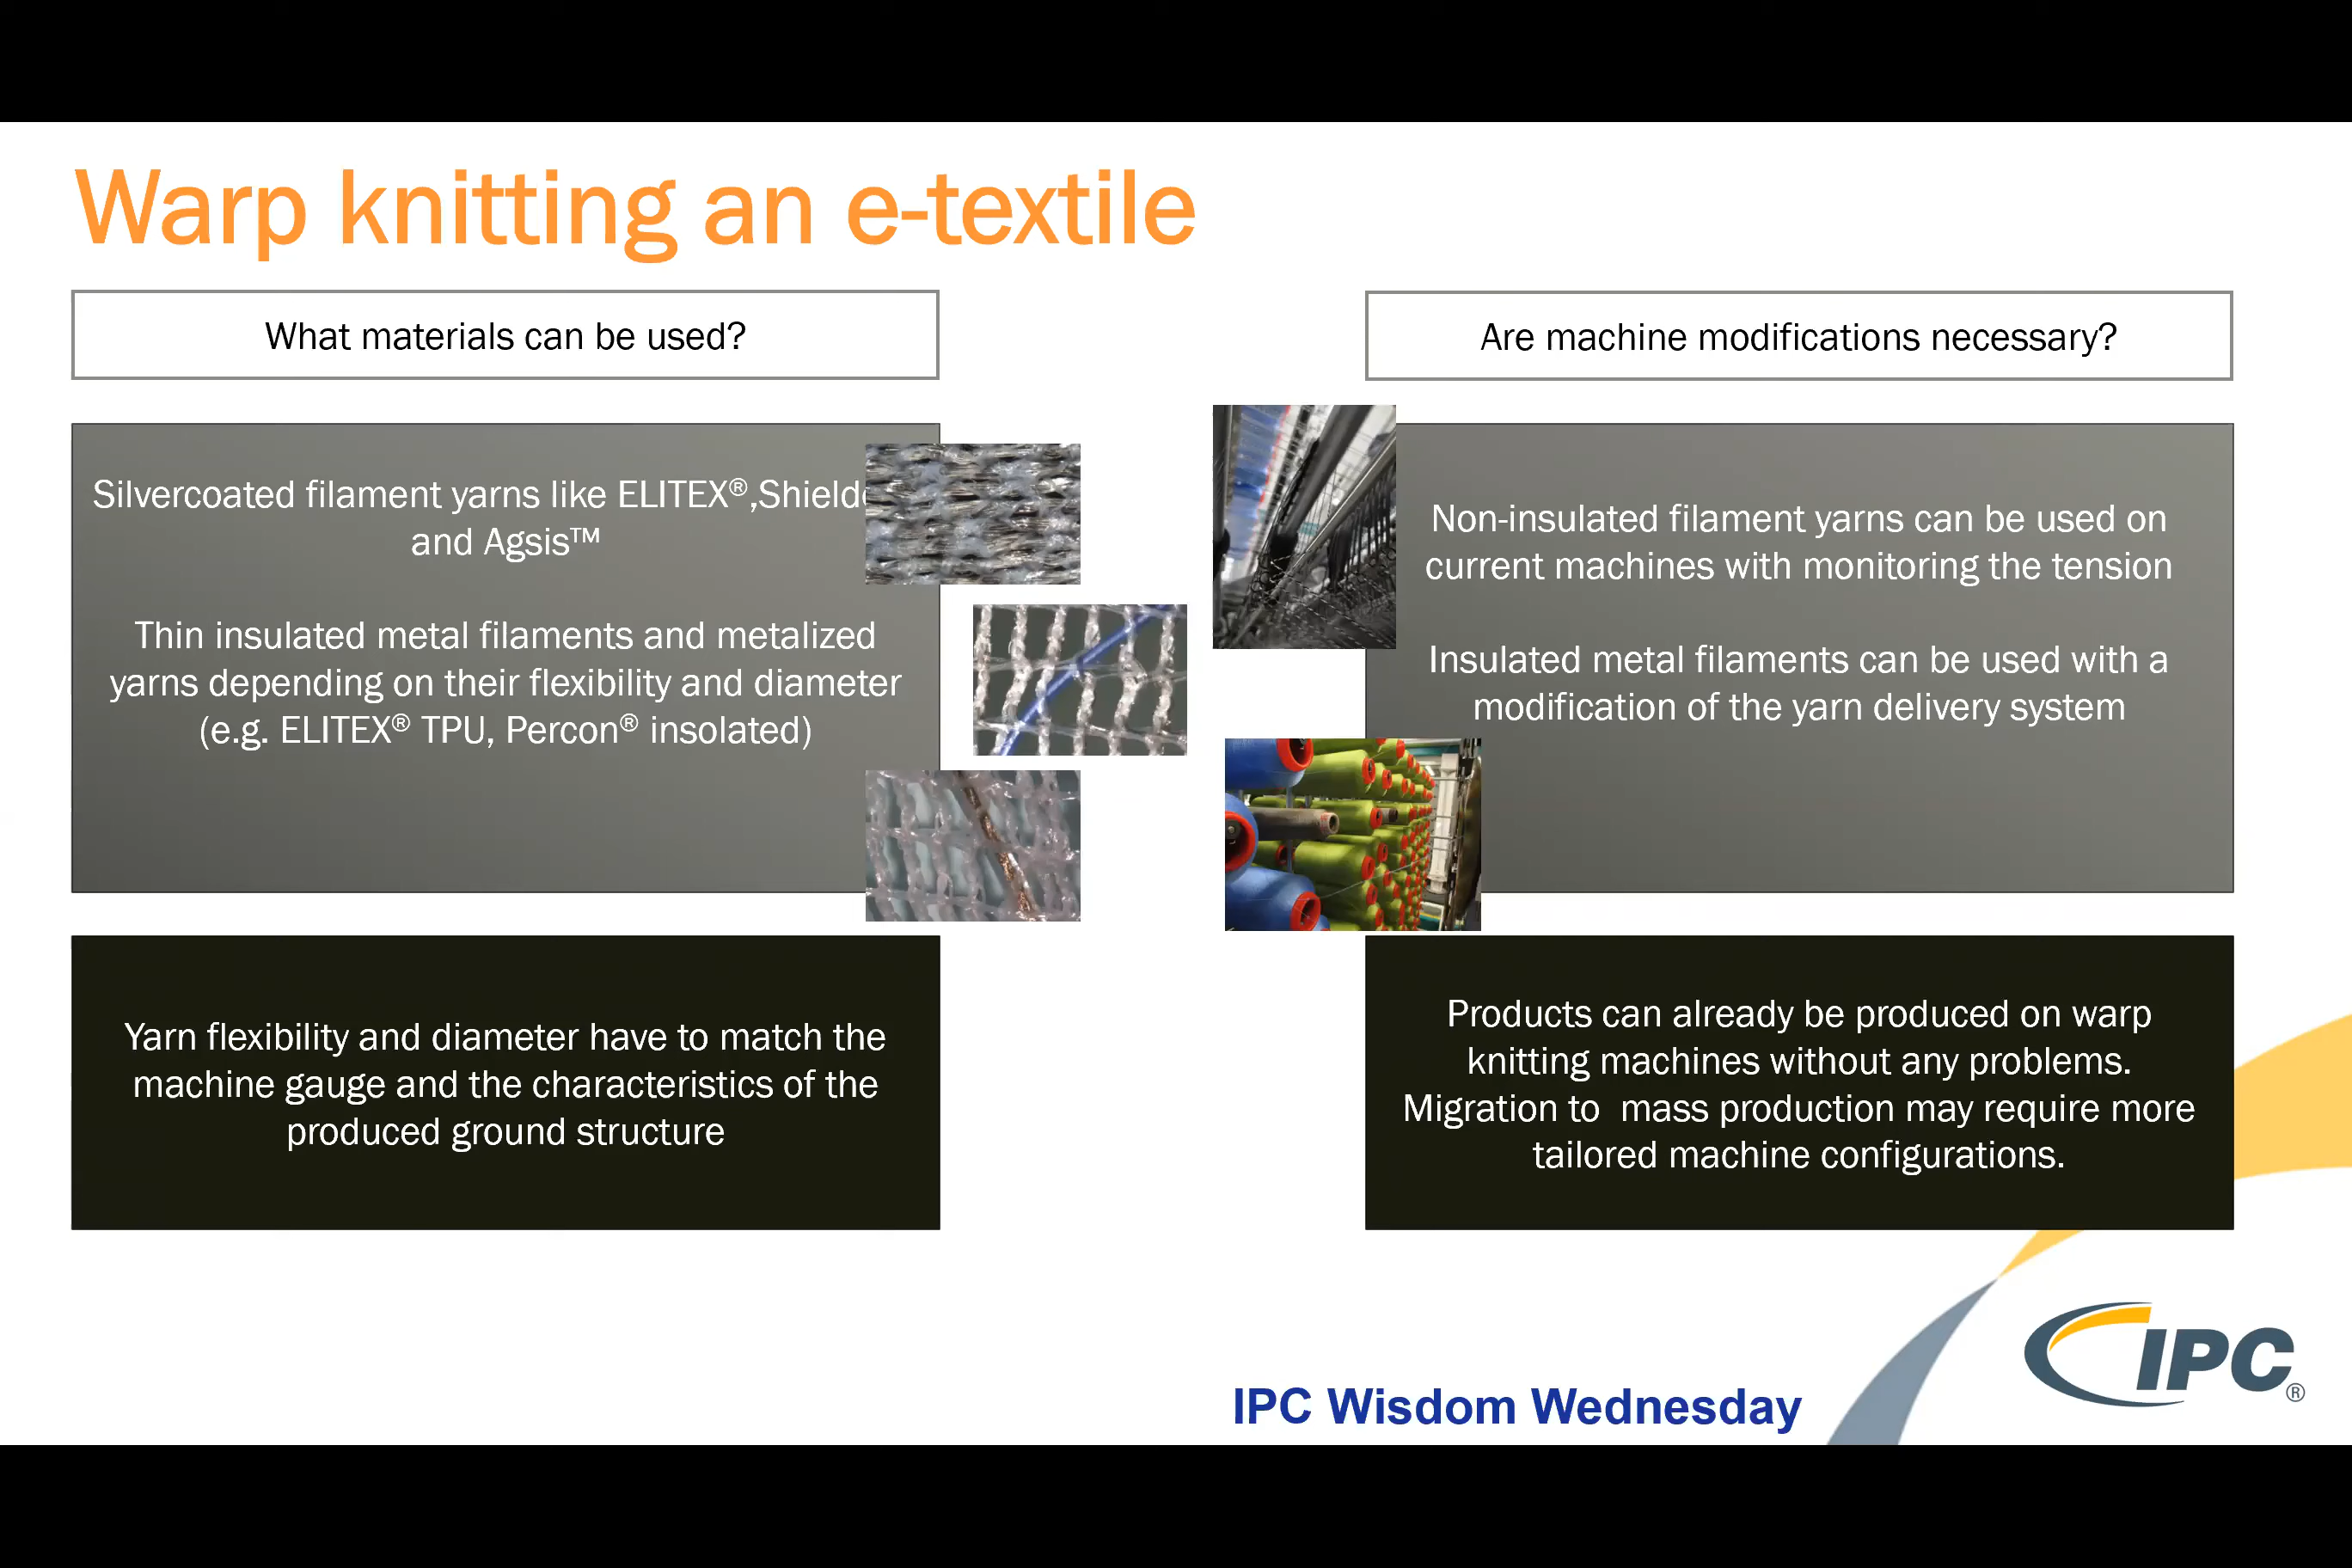 Warp knitting an e-textile
What materials can be used?
Silvercoated filament yarns like ELITEX®,
and Agsis™
Thin insulated metal filaments and metalized
yarns depending on their flexibility and diameter
(e.g. ELITEX® TPU, Percon® insolated)
Yarn flexibility and diameter have to match the
machine gauge and the characteristics of the
produced ground structure
Are machine modifications necessary?
Non-insulated filament yarns can be used on
current machines with monitoring the tension
Insulated metal filaments can be used with a
modification of the yarn delivery system
Products can already be produced on warp
knitting machines without any problems.
Migration to  mass production may require more
tailored machine configurations.
IPC Wisdom Wednesday
IPC®